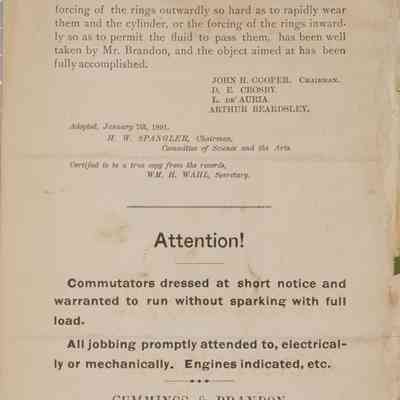 forcing of the rings outwardly so hard as to rapidly wear
them and the cylinder, or the forcing of the rings inward-
ly so as to permit the fluid to pass them, has been well
taken by Mr. Brandon, and the object aimed at has been
fully accomplished.
JOHN H. COOPER, CHAIRMAN.
D. E. CROSBY.
L. DE'AURIA.
ARTHUR BEARDSLEY.
Adopted, January 7th, 1891.
H. W. SPANGLER, Chairman,
Committee of Science and the Arts.
Certified to be a true copy from the records,
WM. H. WAHL, Secretary.
Attention!
Commutators dressed at short notice and
warranted to run without sparking with full
load.
All jobbing promptly attended to, electrical-
ly or mechanically. Engines indicated, etc.
CUMMINGS & BRANDON